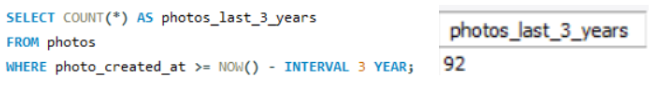 SELECT COUNT(*) AS photos_last_3_years
FROM photos
WHERE photo_created_at >= NOW() - INTERVAL 3 YEAR;
photos_last_3_years
92